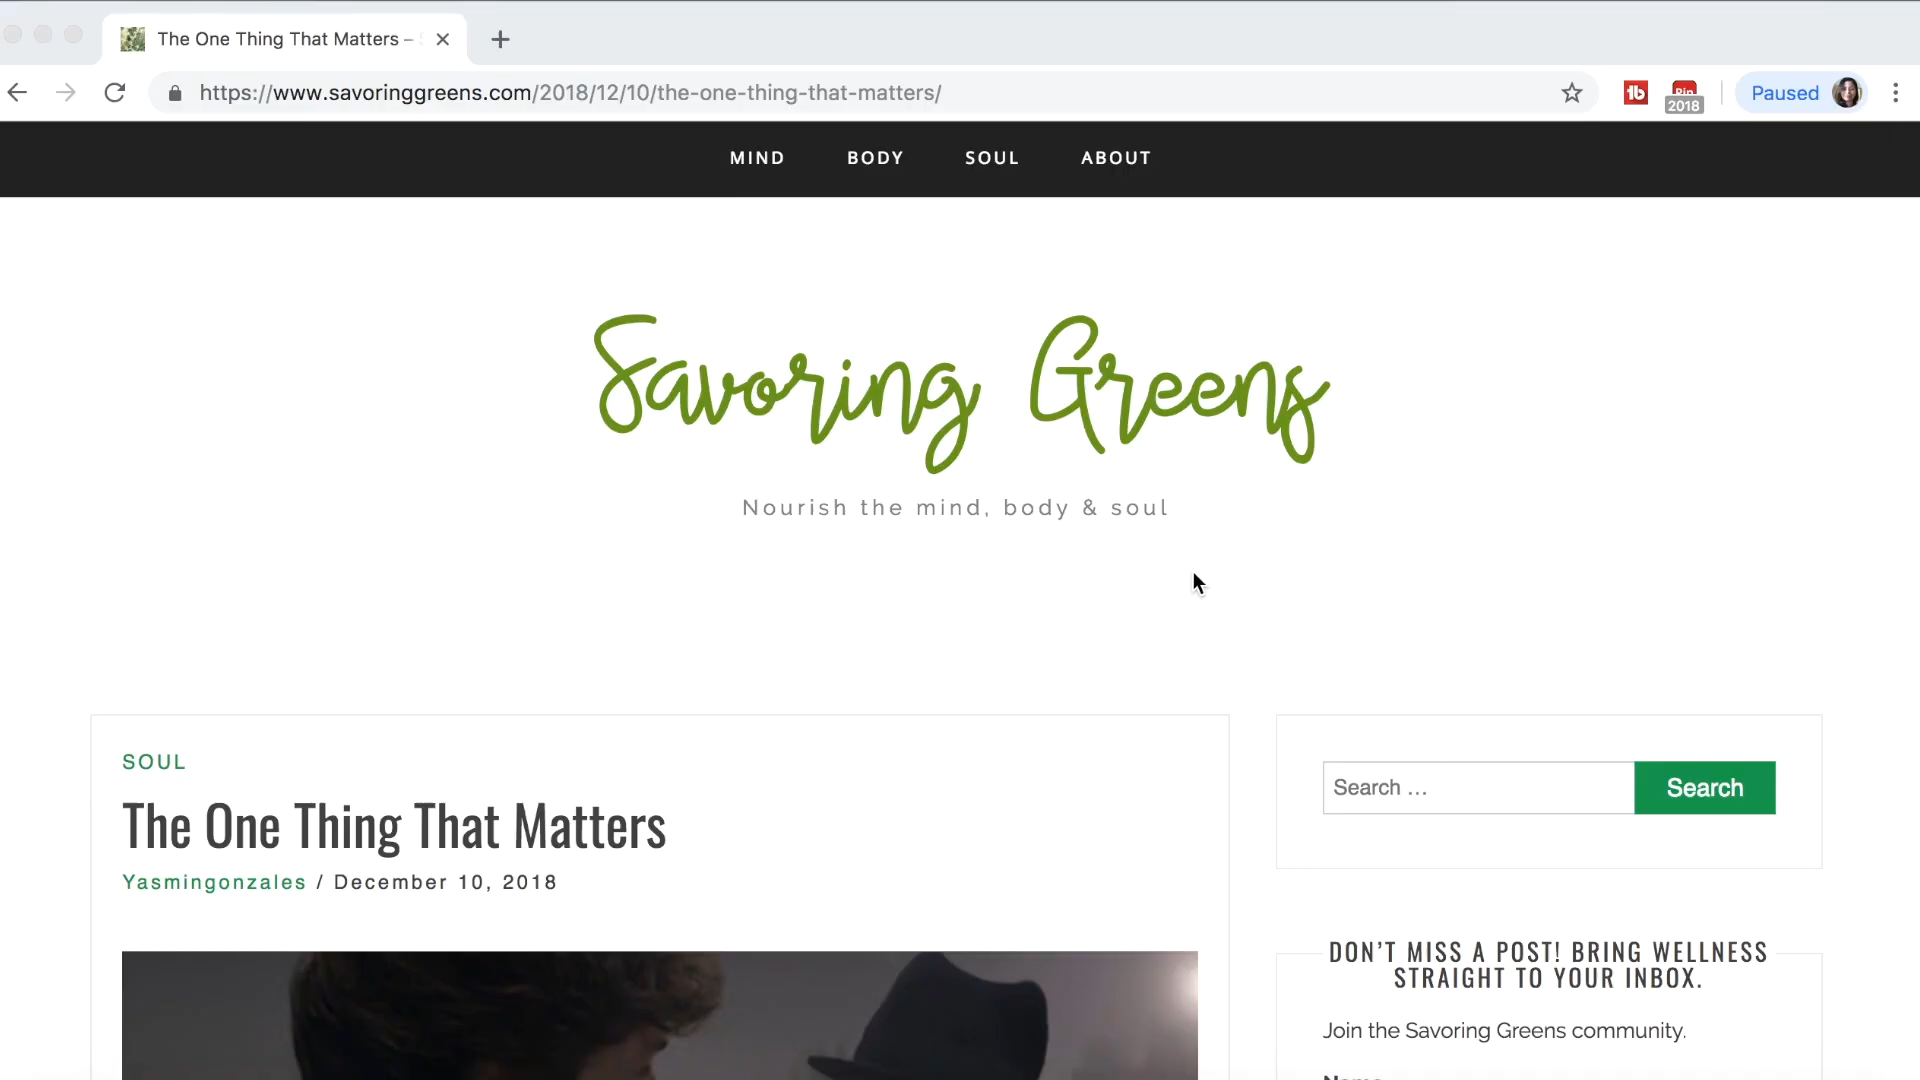 The One Thing That Matters –
https://www.savoringgreens.com/2018/12/10/the-one-thing-that-matters/
2018
Paused
MIND BODY SOUL ABOUT
Savoring Greens
Nourish the mind, body & soul
SOUL
The One Thing That Matters
Yasmingonzales / December 10, 2018
Search …
Search
DON’T MISS A POST! BRING WELLNESS
STRAIGHT TO YOUR INBOX.
Join the Savoring Greens community.